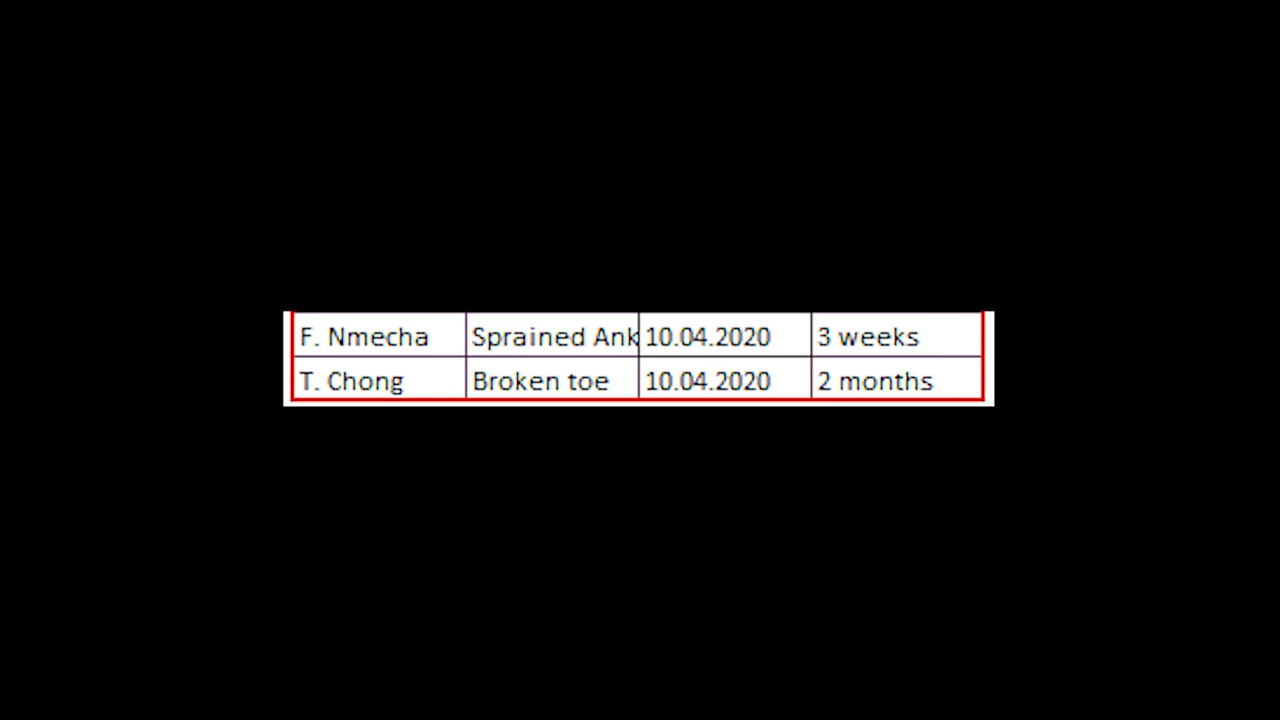 F. Nmecha Sprained Ank 10.04.2020 3 weeks
T. Chong Broken toe 10.04.2020 2 months